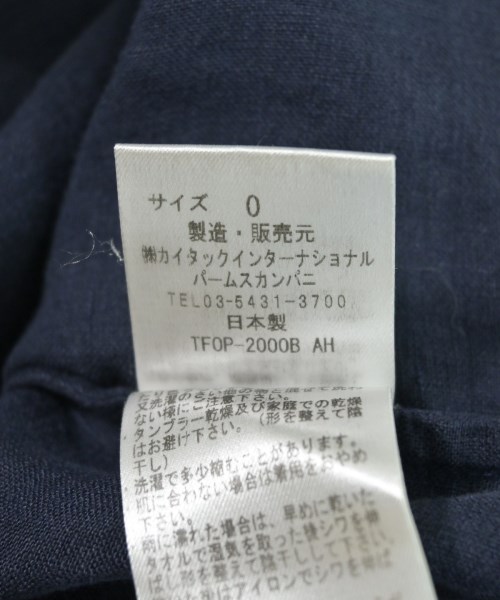 サイズ 0
製造・販売元
㈱カイタックインターナショナル
パームスカンパニ
TEL03-5431-3700
日本製
TFOP-2000B AH
ない様にご注意下さい。
タンブラー乾燥及び家庭での乾燥
はお避け下さい。(形を整えて陰
干し)
洗濯で多少縮むことがあります。
肌に合わない場合は着用をおやめ
下さい。
雨に濡れた場合は、早めに乾いた
タオルで湿気を取った後シワを伸
ばし形を整えて陰干しして下さい。
はアイロンでシワを伸ば